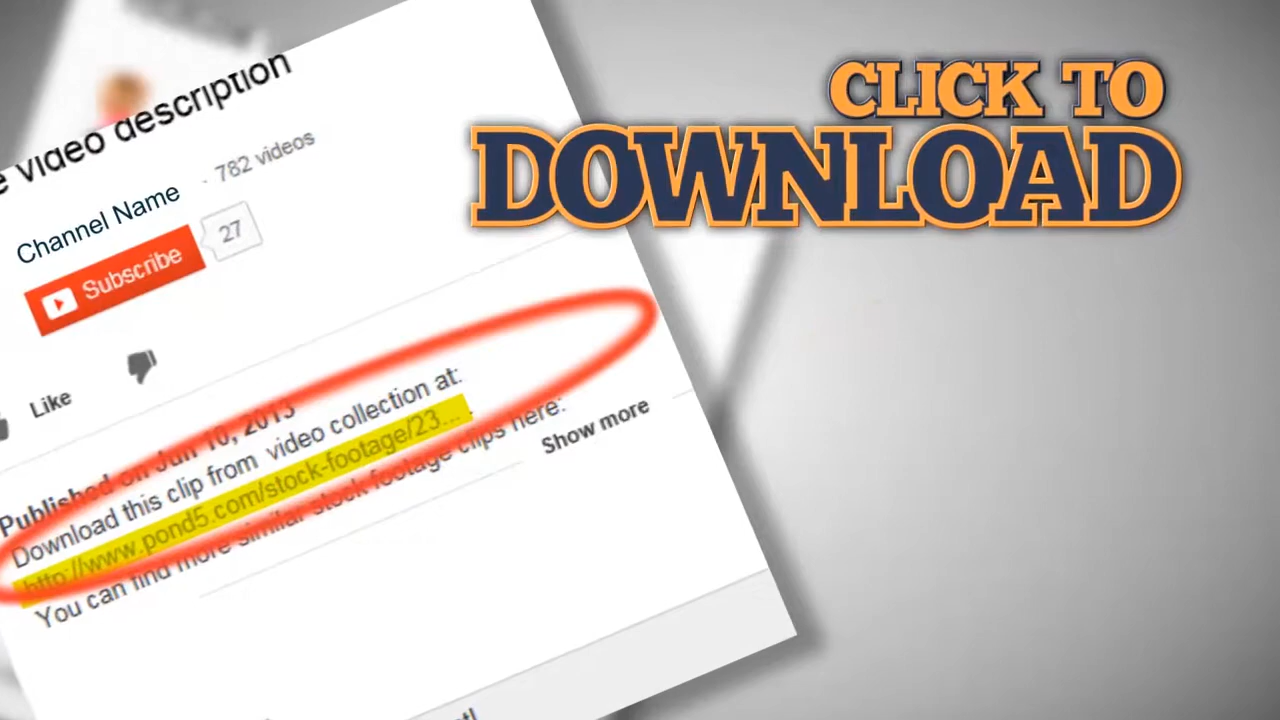 CLICK TO
DOWNLOAD
video description
Channel Name
· 782 videos
Subscribe
27
Like
Published on Jun 10, 2013
Download this clip from video collection at:
http://www.pond5.com/stock-footage/23...
You can find more similar stock footage clips here:
Show more